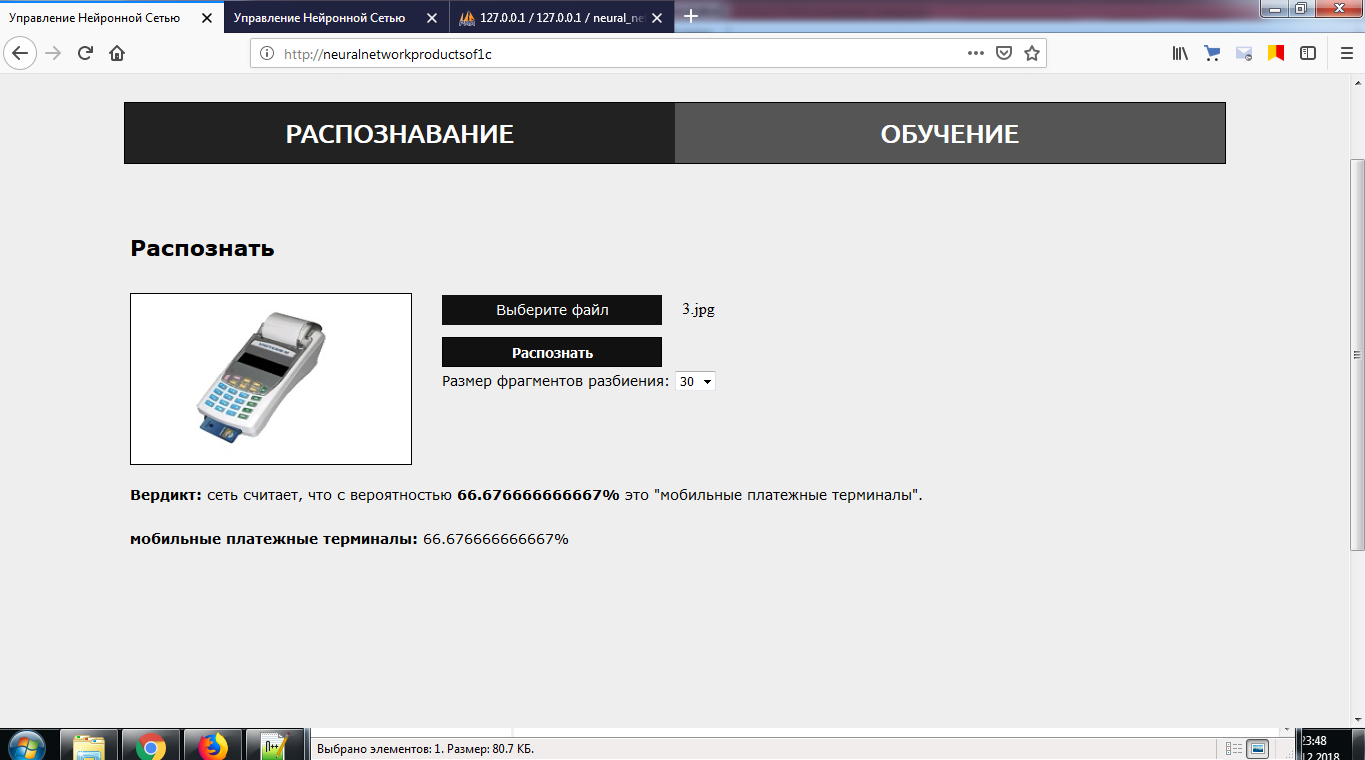 Управление Нейронной Сетью
Управление Нейронной Сетью
127.0.0.1 / 127.0.0.1 / neural_ne
http://neuralnetworkproductsof1c
РАСПОЗНАВАНИЕ
ОБУЧЕНИЕ
Распознать
Выберите файл
3.jpg
Распознать
Размер фрагментов разбиения: 30
Вердикт: сеть считает, что с вероятностью 66.676666666667% это "мобильные платежные терминалы".
мобильные платежные терминалы: 66.676666666667%
Выбрано элементов: 1. Размер: 80.7 КБ.
23:48
12.2018